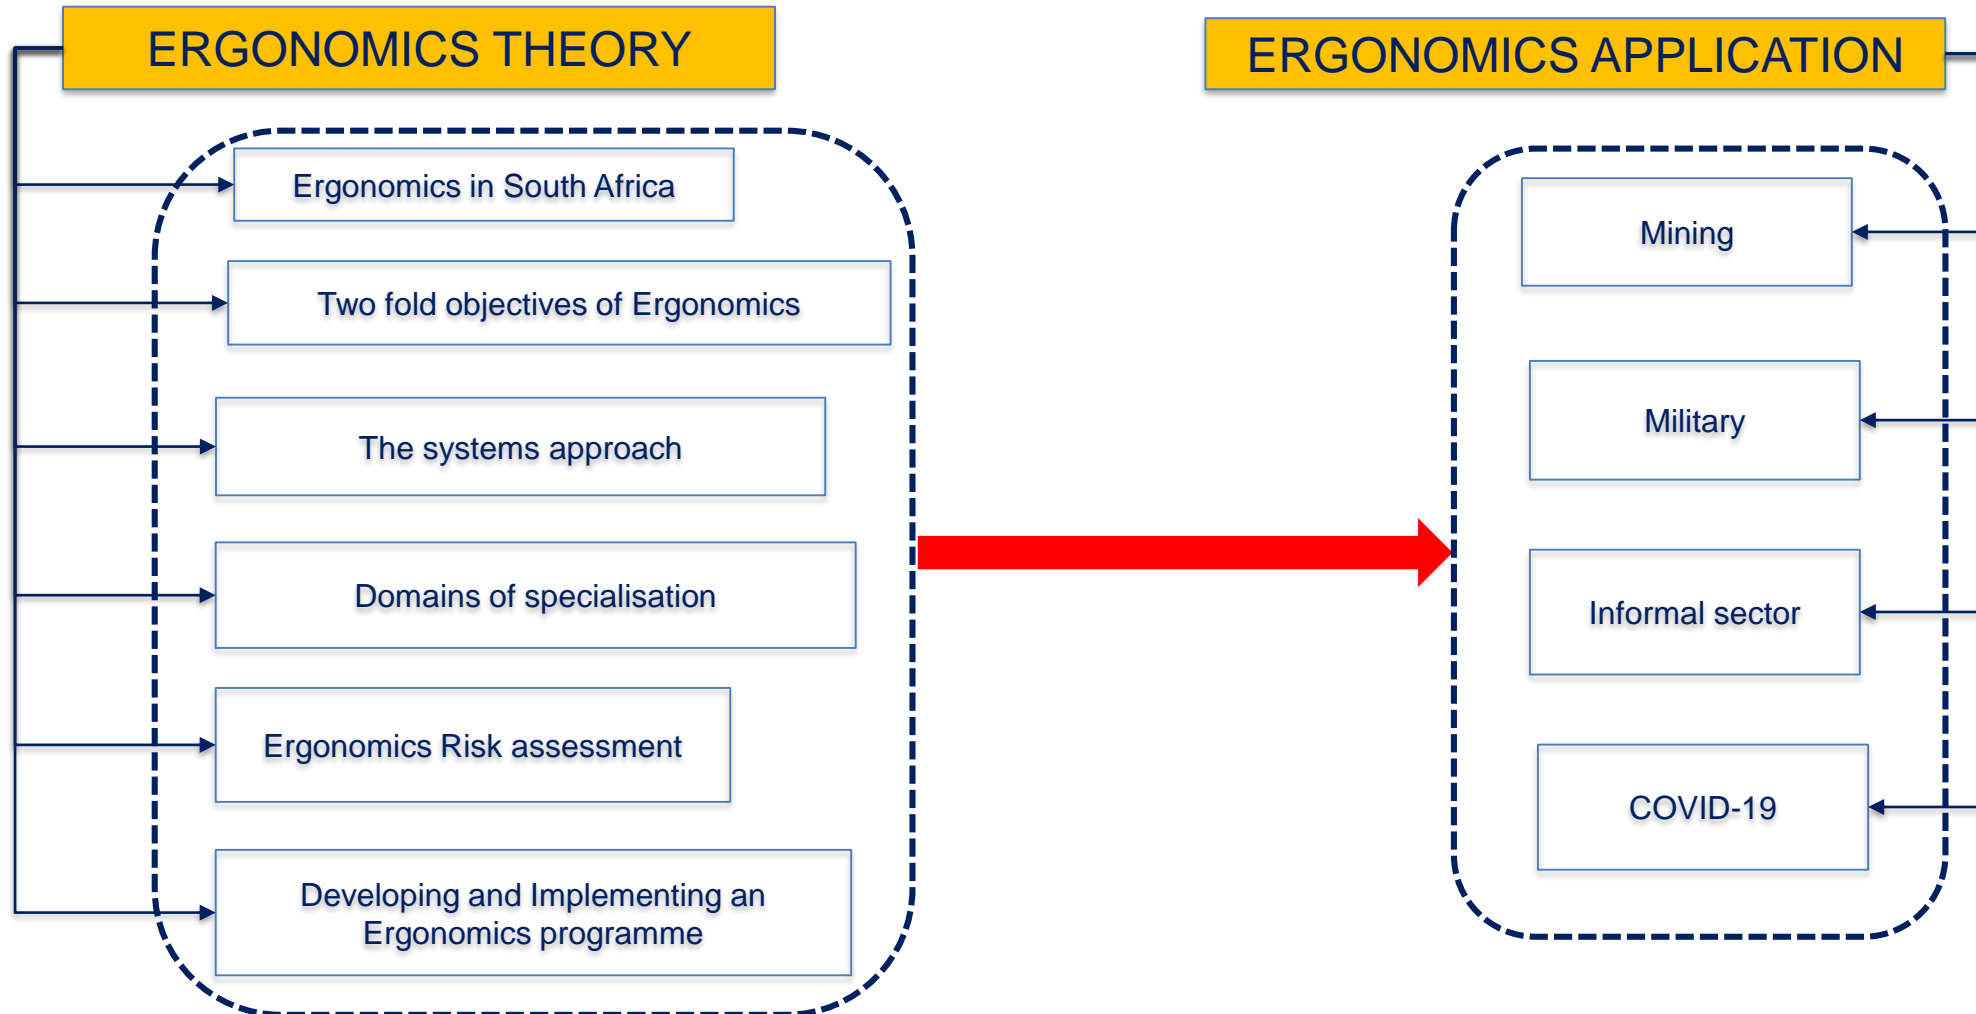 ERGONOMICS THEORY
Ergonomics in South Africa
Two fold objectives of Ergonomics
The systems approach
Domains of specialisation
Ergonomics Risk assessment
Developing and Implementing an
Ergonomics programme
ERGONOMICS APPLICATION
Mining
Military
Informal sector
COVID-19